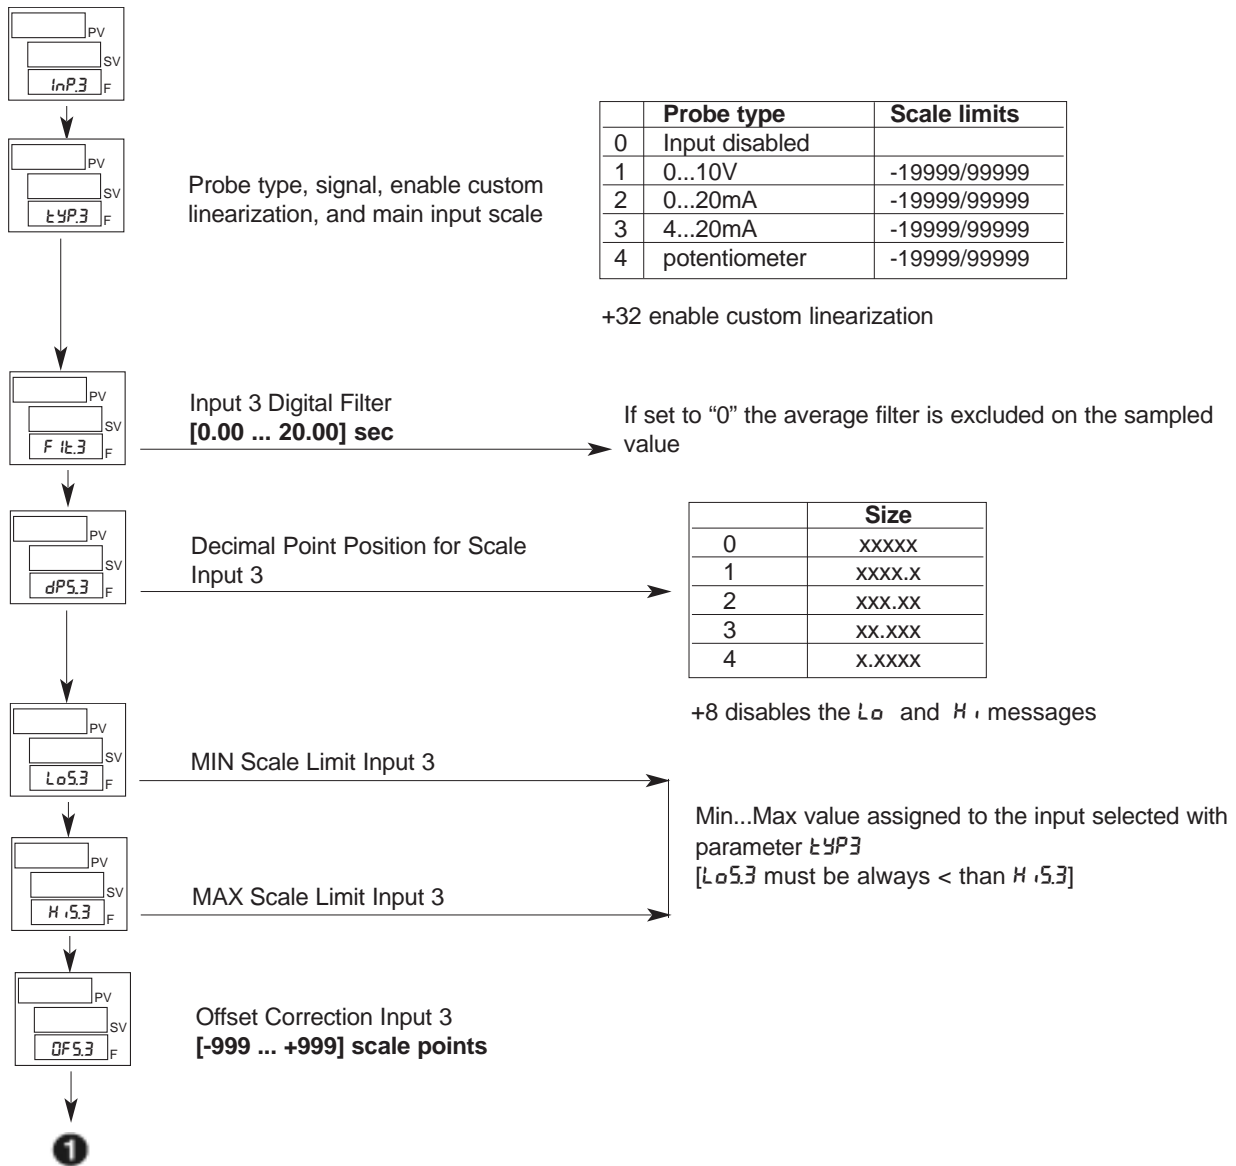 PV
SV
InP.3 F
PV
SV
tYP.3 F
Probe type, signal, enable custom
linearization, and main input scale
Probe type Scale limits
0 Input disabled
1 0...10V -19999/99999
2 0...20mA -19999/99999
3 4...20mA -19999/99999
4 potentiometer -19999/99999
+32 enable custom linearization
PV
SV
FIt.3 F
Input 3 Digital Filter
[0.00 ... 20.00] sec
If set to “0” the average filter is excluded on the sampled
value
PV
SV
dPS.3 F
Decimal Point Position for Scale
Input 3
Size
0 xxxxx
1 xxxx.x
2 xxx.xx
3 xx.xxx
4 x.xxxx
+8 disables the Lo and Hi messages
PV
SV
LoS.3 F
MIN Scale Limit Input 3
PV
SV
HiS.3 F
MAX Scale Limit Input 3
Min...Max value assigned to the input selected with
parameter tYP3
[LoS.3 must be always < than HiS.3]
PV
SV
OFS.3 F
Offset Correction Input 3
[-999 ... +999] scale points
1